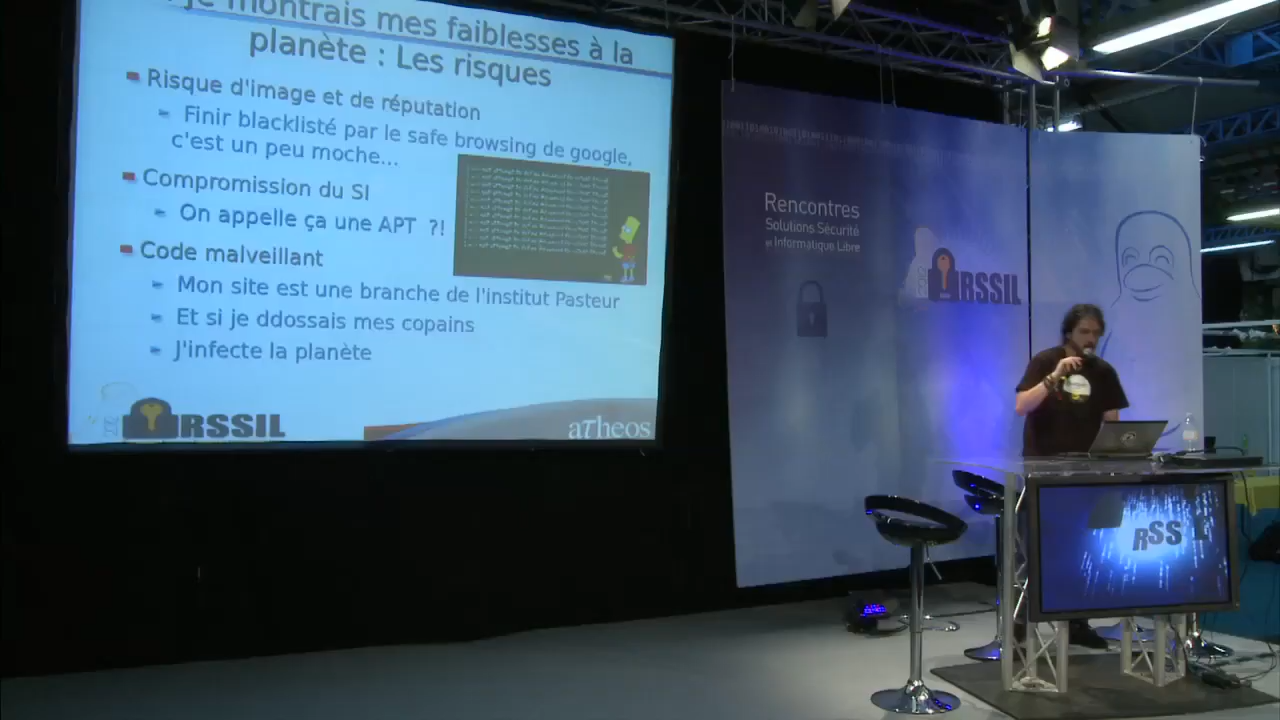 je montrais mes faiblesses à la
planète : Les risques
Risque d'image et de réputation
Finir blacklisté par le safe browsing de google,
c'est un peu moche...
Compromission du SI
On appelle ça une APT ?!
Code malveillant
Mon site est une branche de l'institut Pasteur
Et si je ddossais mes copains
J'infecte la planète
RSSIL
aTheos
Rencontres
Solutions Sécurité
et Informatique Libre
RSSIL
RSS